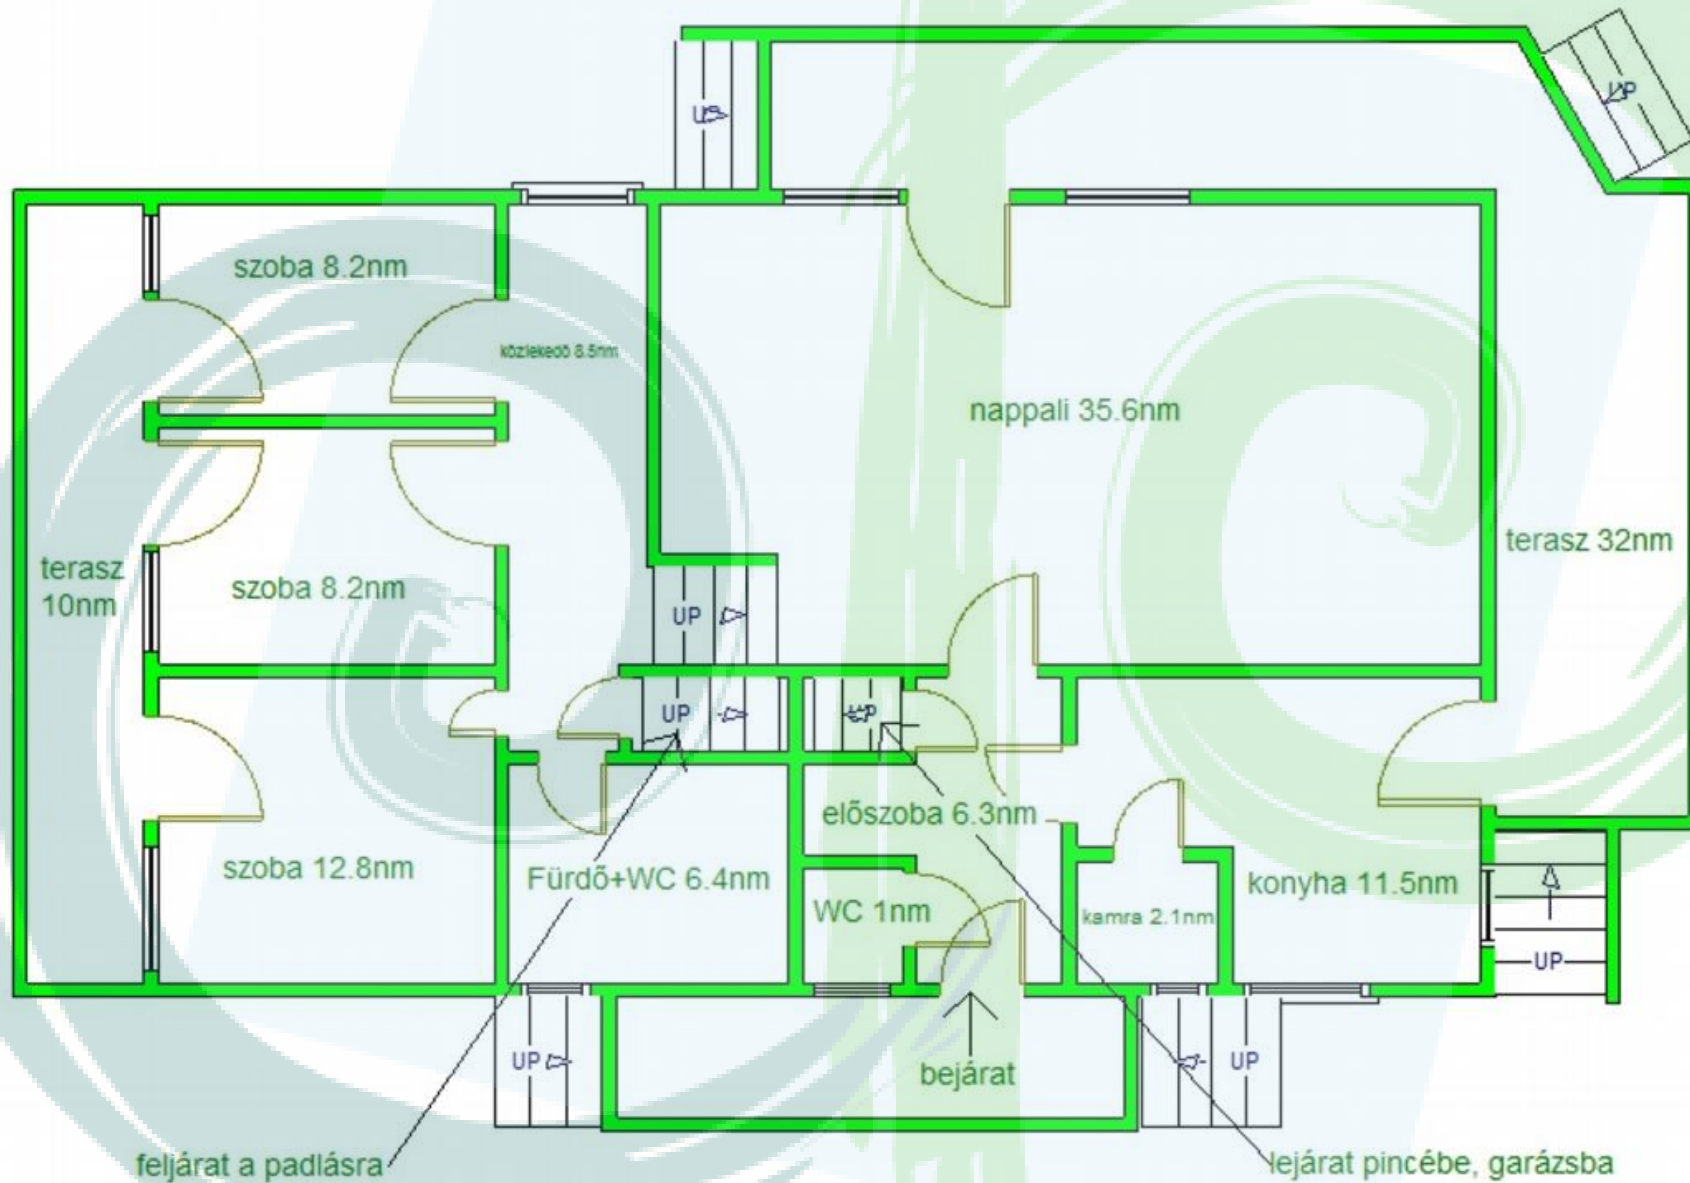 UP
UP
szoba 8.2nm
közlekedő 8.5nm
nappali 35.6nm
terasz 32nm
terasz
10nm
szoba 8.2nm
UP
UP
UP
előszoba 6.3nm
szoba 12.8nm
Fürdő+WC 6.4nm
WC 1nm
kamra 2.1nm
konyha 11.5nm
UP
UP
bejárat
UP
feljárat a padlásra
lejárat pincébe, garázsba